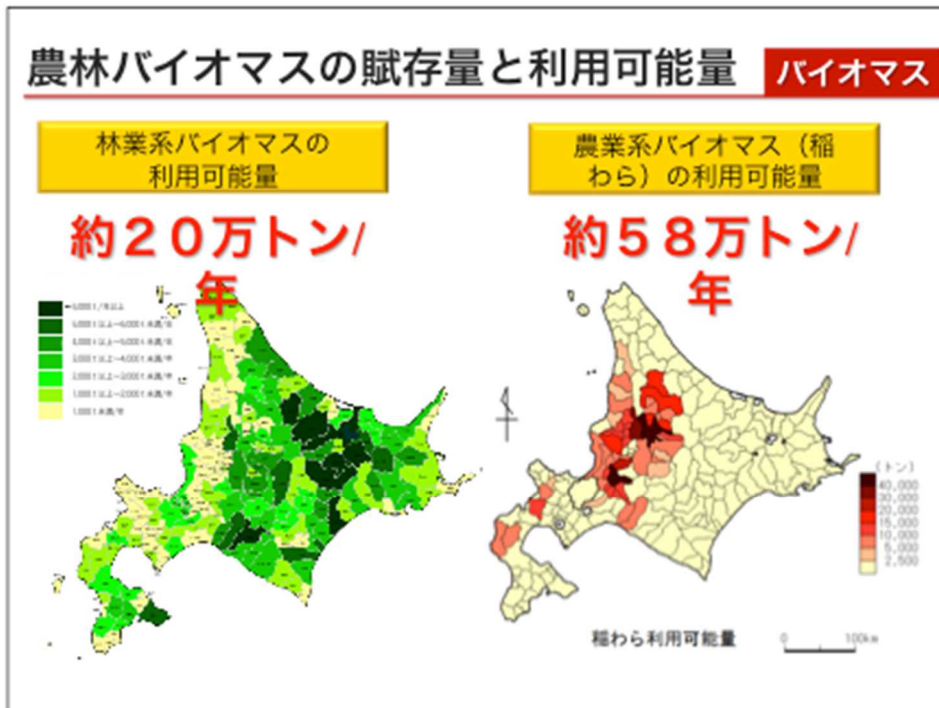 農林バイオマスの賦存量と利用可能量
バイオマス
林業系バイオマスの
利用可能量
約２０万トン/
年
農業系バイオマス（稲
わら）の利用可能量
約５８万トン/
年
(トン)
40,000
30,000
20,000
15,000
10,000
5,000
2,500
稲わら利用可能量
0 100km